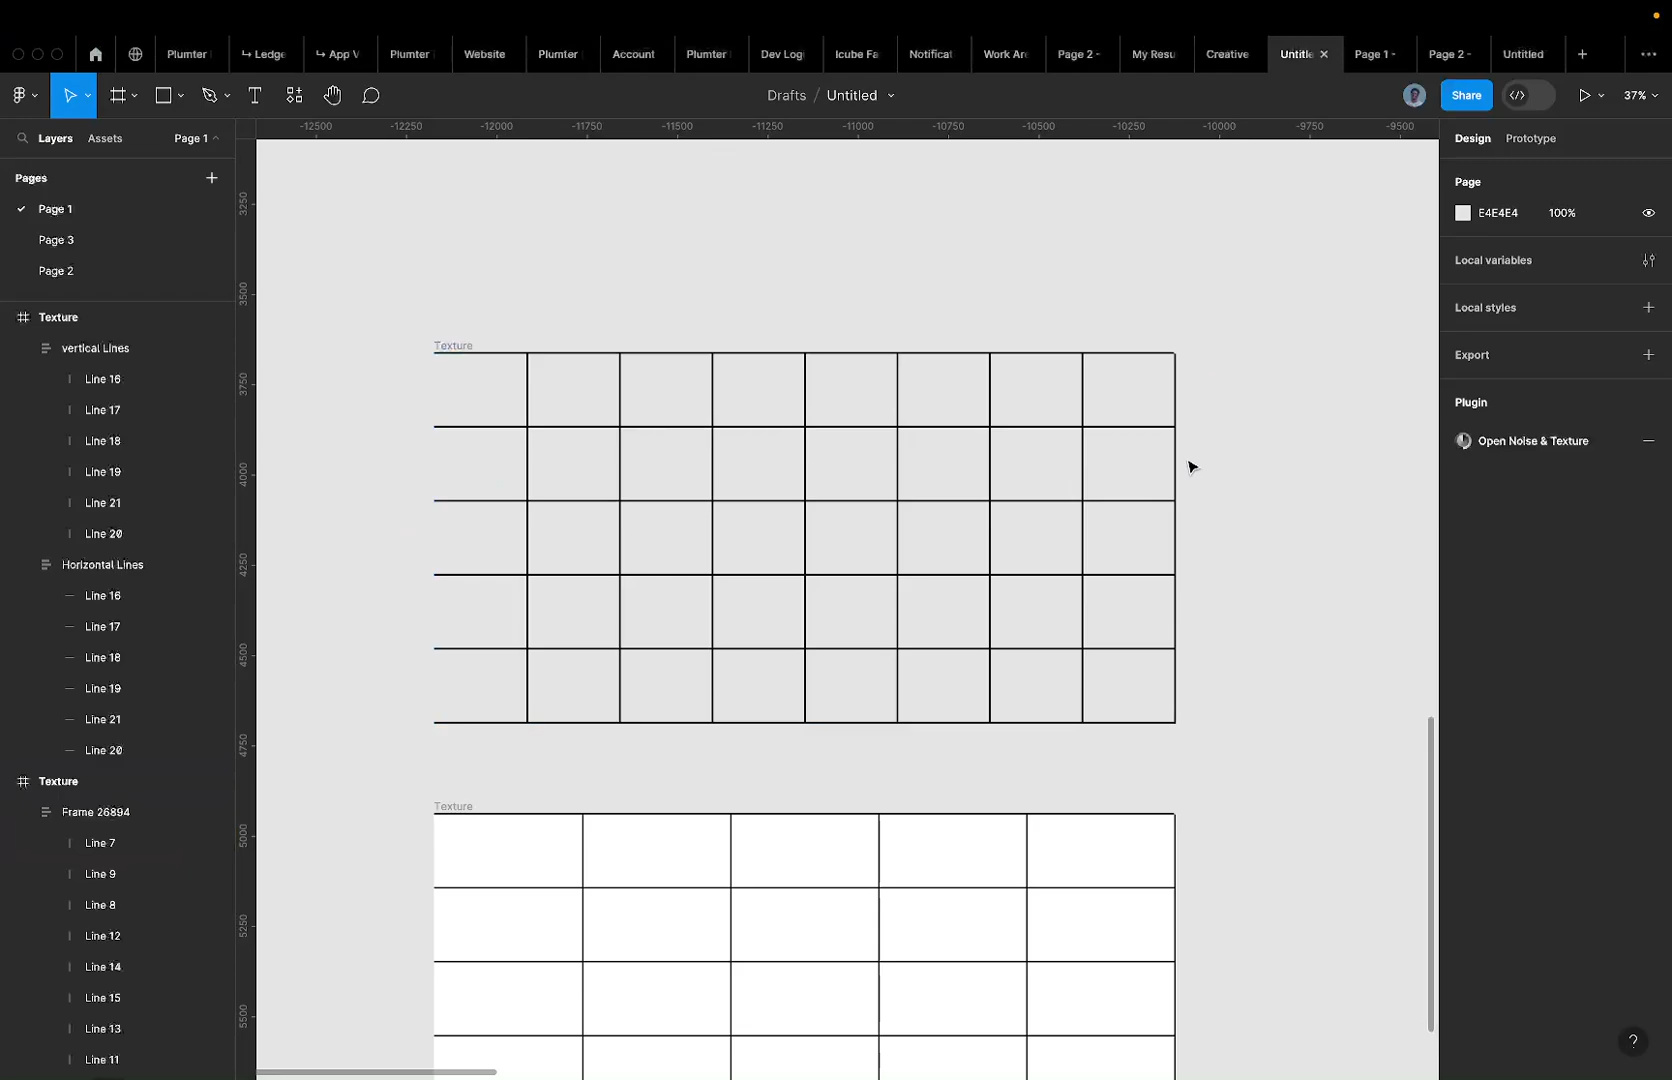 Plumter
↪ Ledge
↪ App V
Plumter
Website
Plumter
Account
Plumter
Dev Log
Icube Fa
Notificat
Work Are
Page 2 -
My Resu
Creative
Untitle
Page 1 -
Page 2 -
Untitled
Drafts / Untitled
Share
37%
Layers
Assets
Page 1
Pages
Page 1
Page 3
Page 2
Texture
vertical Lines
Line 16
Line 17
Line 18
Line 19
Line 21
Line 20
Horizontal Lines
Line 16
Line 17
Line 18
Line 19
Line 21
Line 20
Texture
Frame 26894
Line 7
Line 9
Line 8
Line 12
Line 14
Line 15
Line 13
Line 11
-12500
-12250
-12000
-11750
-11500
-11250
-11000
-10750
-10500
-10250
-10000
-9750
-9500
3250
3500
3750
4000
4250
4500
4750
5000
5250
5500
Texture
Texture
Design
Prototype
Page
E4E4E4
100%
Local variables
Local styles
Export
Plugin
Open Noise & Texture
?